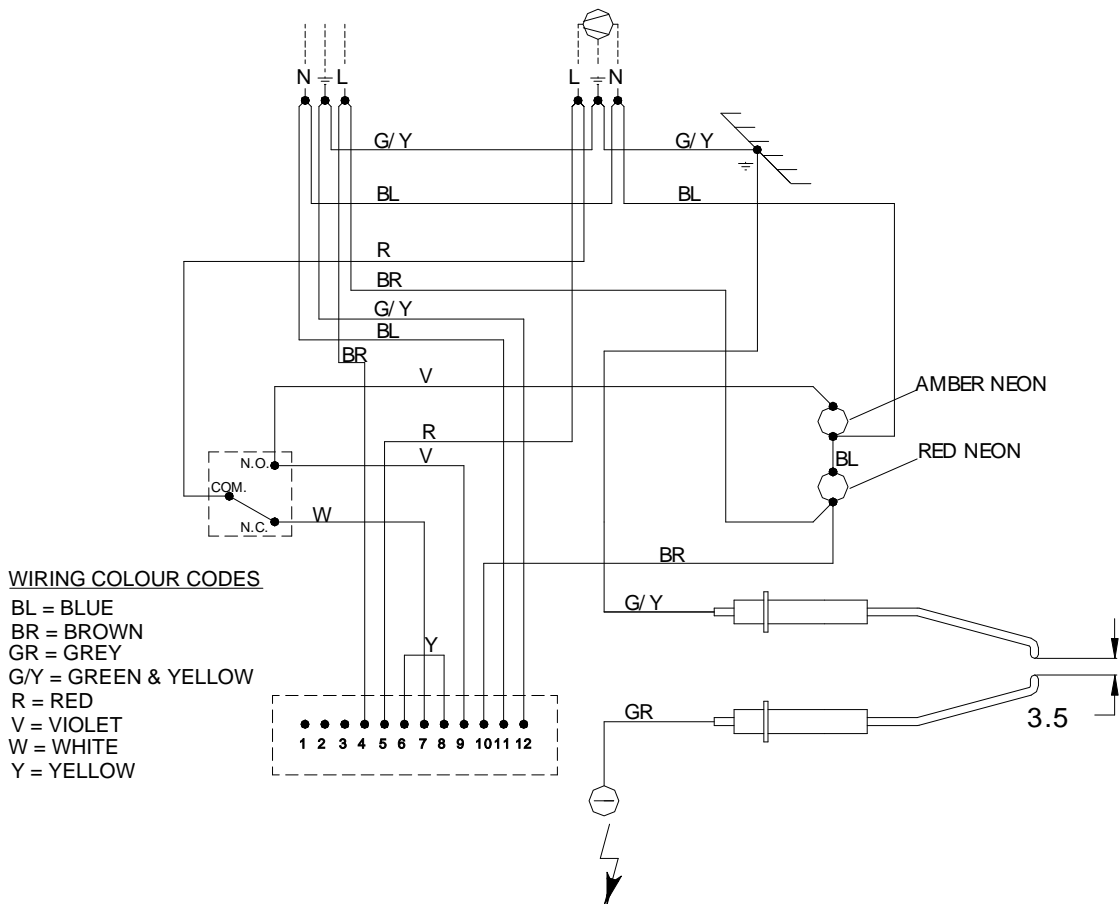 N L
L N
G/ Y
G/ Y
BL
BL
R
BR
G/ Y
BL
BR
V
AMBER NEON
R
N.O.
V
BL
RED NEON
COM.
N.C.
W
BR
WIRING COLOUR CODES
BL = BLUE
BR = BROWN
GR = GREY
G/Y = GREEN & YELLOW
R = RED
V = VIOLET
W = WHITE
Y = YELLOW
G/ Y
Y
GR
3.5
1 2 3 4 5 6 7 8 9 10 11 12